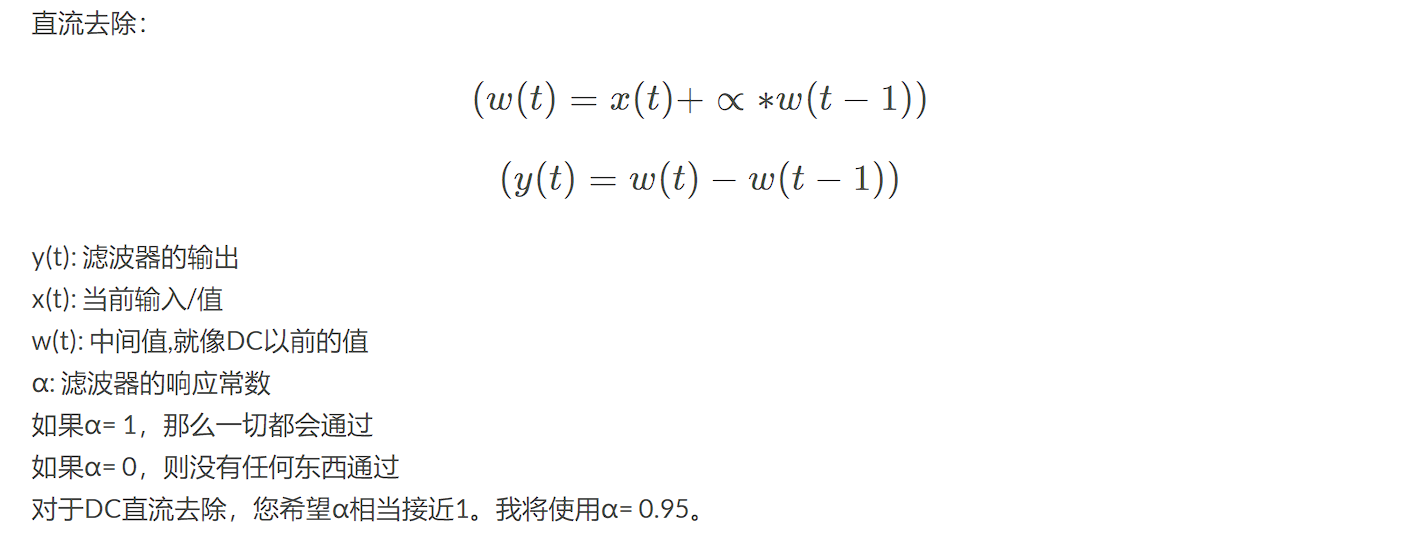 直流去除：
(w(t) = x(t)+ ∝ ∗w(t − 1))
(y(t) = w(t) − w(t − 1))
y(t): 滤波器的输出
x(t): 当前输入/值
w(t): 中间值,就像DC以前的值
α: 滤波器的响应常数
如果α= 1，那么一切都会通过
如果α= 0，则没有任何东西通过
对于DC直流去除，您希望α相当接近1。我将使用α= 0.95。